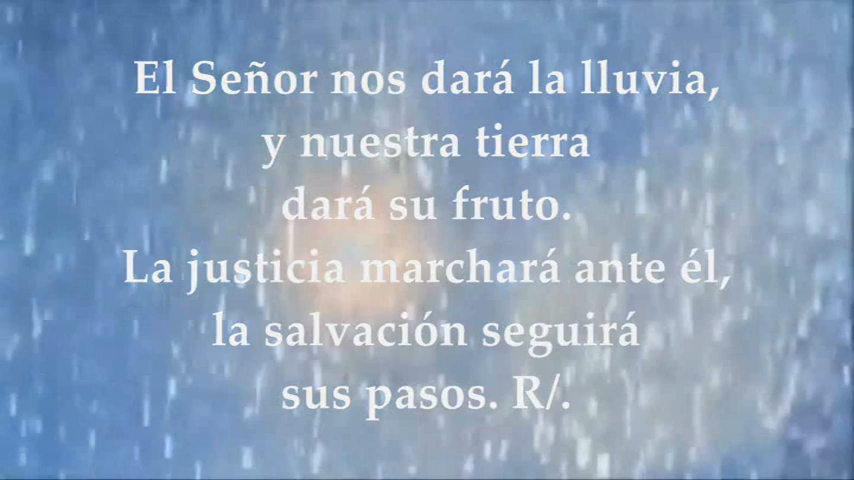 El Señor nos dará la lluvia,
y nuestra tierra
dará su fruto.
La justicia marchará ante él,
la salvación seguirá
sus pasos. R/.